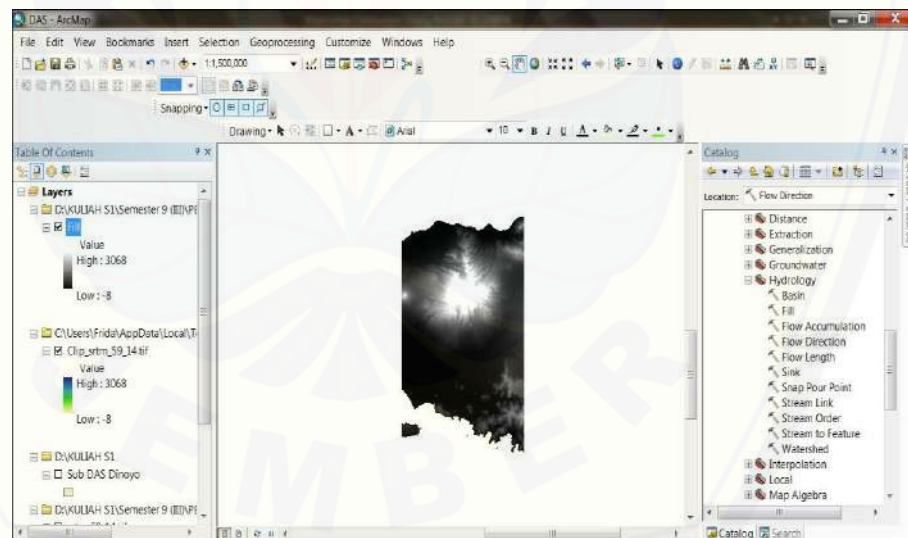 DAS - ArcMap
File Edit View Bookmarks Insert Selection Geoprocessing Customize Windows Help
1:1,500,000
Snapping
Drawing A Arial 10 B I U A
Table Of Contents
Catalog
Layers
Location: Flow Direction
D:\KULIAH S1\Semester 9 (III)\PE
Fill
Value
High : 3068
Low : -8
C:\Users\Frida\AppData\Local\T
Clip_srtm_59_14.tif
Value
High : 3068
Low : -8
D:\KULIAH S1
Sub DAS Dinoyo
D:\KULIAH S1\Semester 9 (III)\PE
Distance
Extraction
Generalization
Groundwater
Hydrology
Basin
Fill
Flow Accumulation
Flow Direction
Flow Length
Sink
Snap Pour Point
Stream Link
Stream Order
Stream to Feature
Watershed
Interpolation
Local
Map Algebra
Catalog Search
EMBER